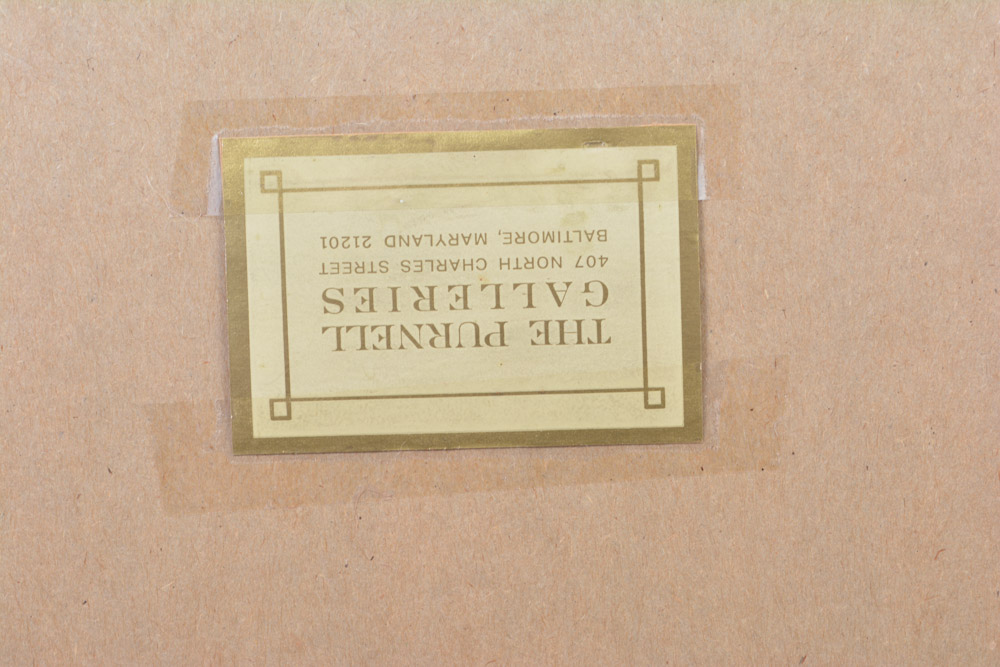 THE PURNELL
GALLERIES
407 NORTH CHARLES STREET
BALTIMORE, MARYLAND 21201